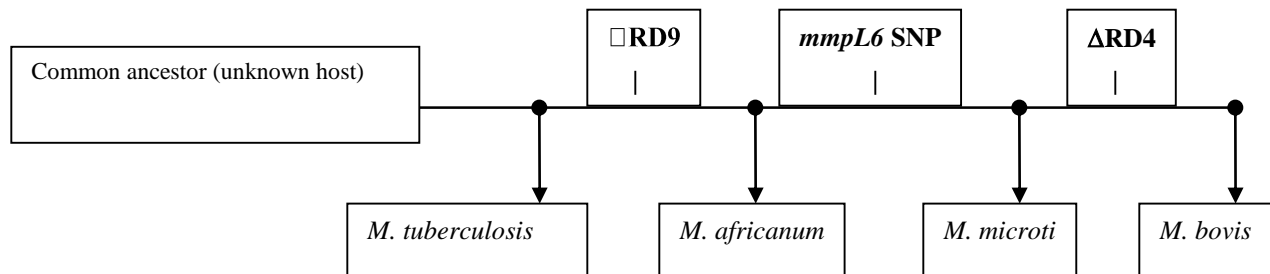 □RD9
mmpL6 SNP
ΔRD4
Common ancestor (unknown host)
|
|
|
M. tuberculosis
M. africanum
M. microti
M. bovis